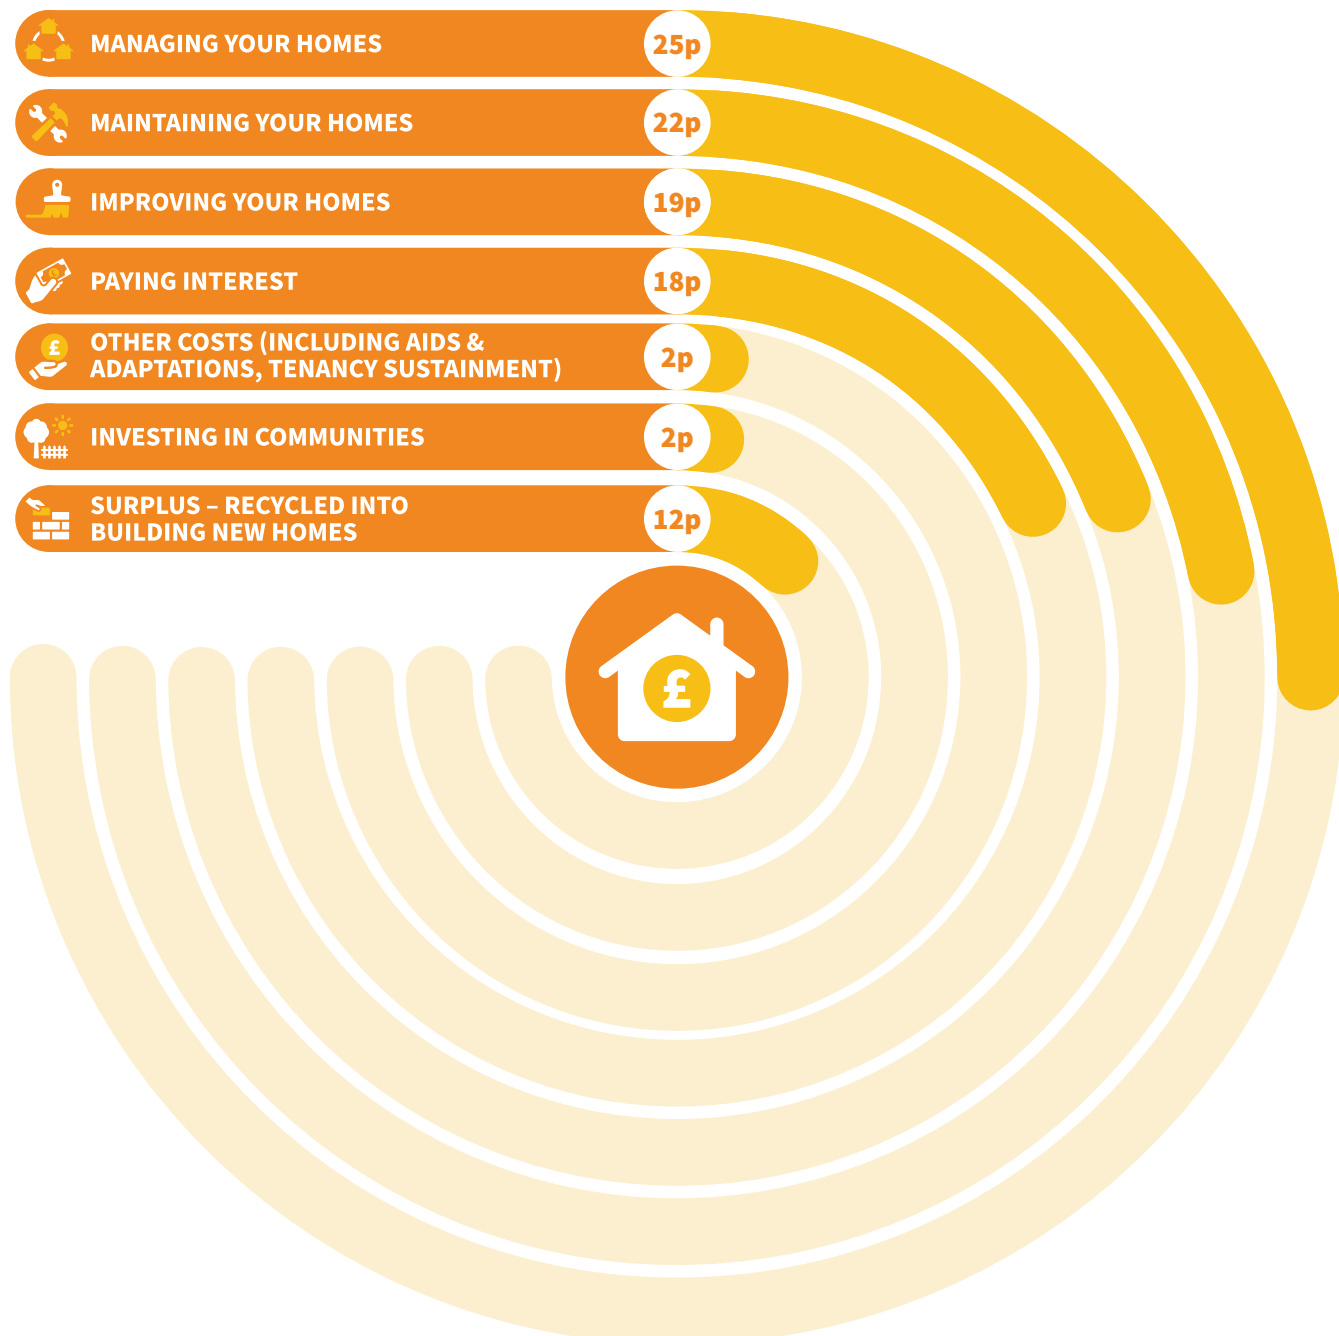 MANAGING YOUR HOMES
25p
MAINTAINING YOUR HOMES
22p
IMPROVING YOUR HOMES
19p
PAYING INTEREST
18p
OTHER COSTS (INCLUDING AIDS &
ADAPTATIONS, TENANCY SUSTAINMENT)
2p
INVESTING IN COMMUNITIES
2p
SURPLUS – RECYCLED INTO
BUILDING NEW HOMES
12p
£
£